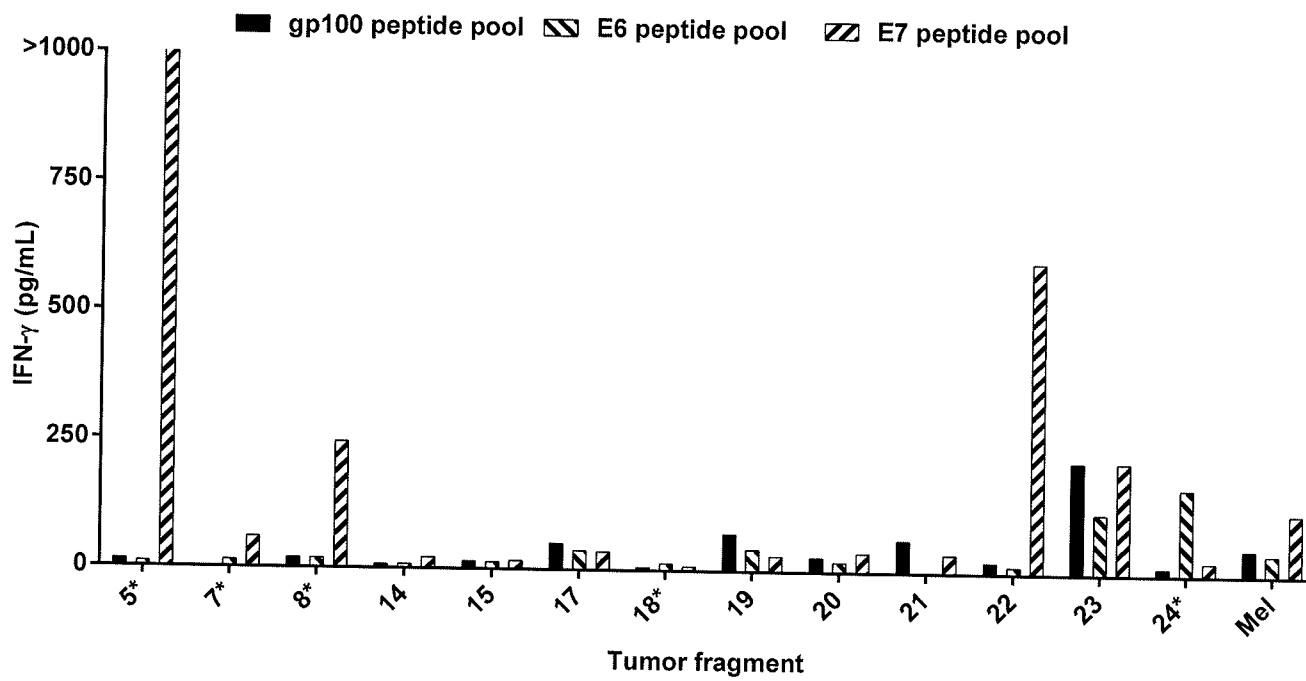 gp100 peptide pool E6 peptide pool E7 peptide pool
>1000
750
500
250
0
IFN-γ (pg/mL)
5* 7* 8* 14 15 17 18* 19 20 21 22 23 24* Mel
Tumor fragment